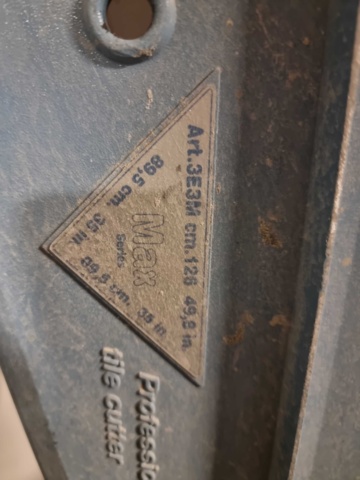 Art.3E3M cm.126 49,2 in.
89,5 cm. 35 in.
Max
Series
89,5 cm. 35 in.
Professio
tile cutter